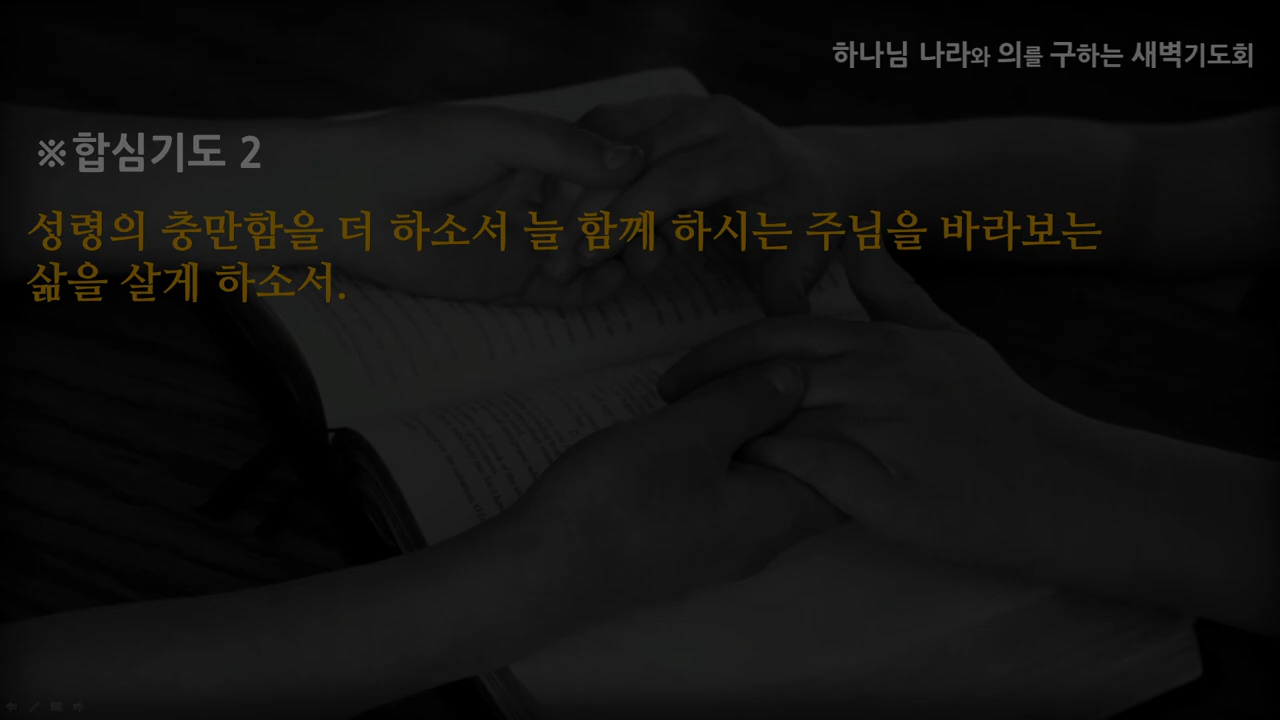 하나님 나라와 의를 구하는 새벽기도회
※합심기도 2
성령의 충만함을 더 하소서 늘 함께 하시는 주님을 바라보는
삶을 살게 하소서.